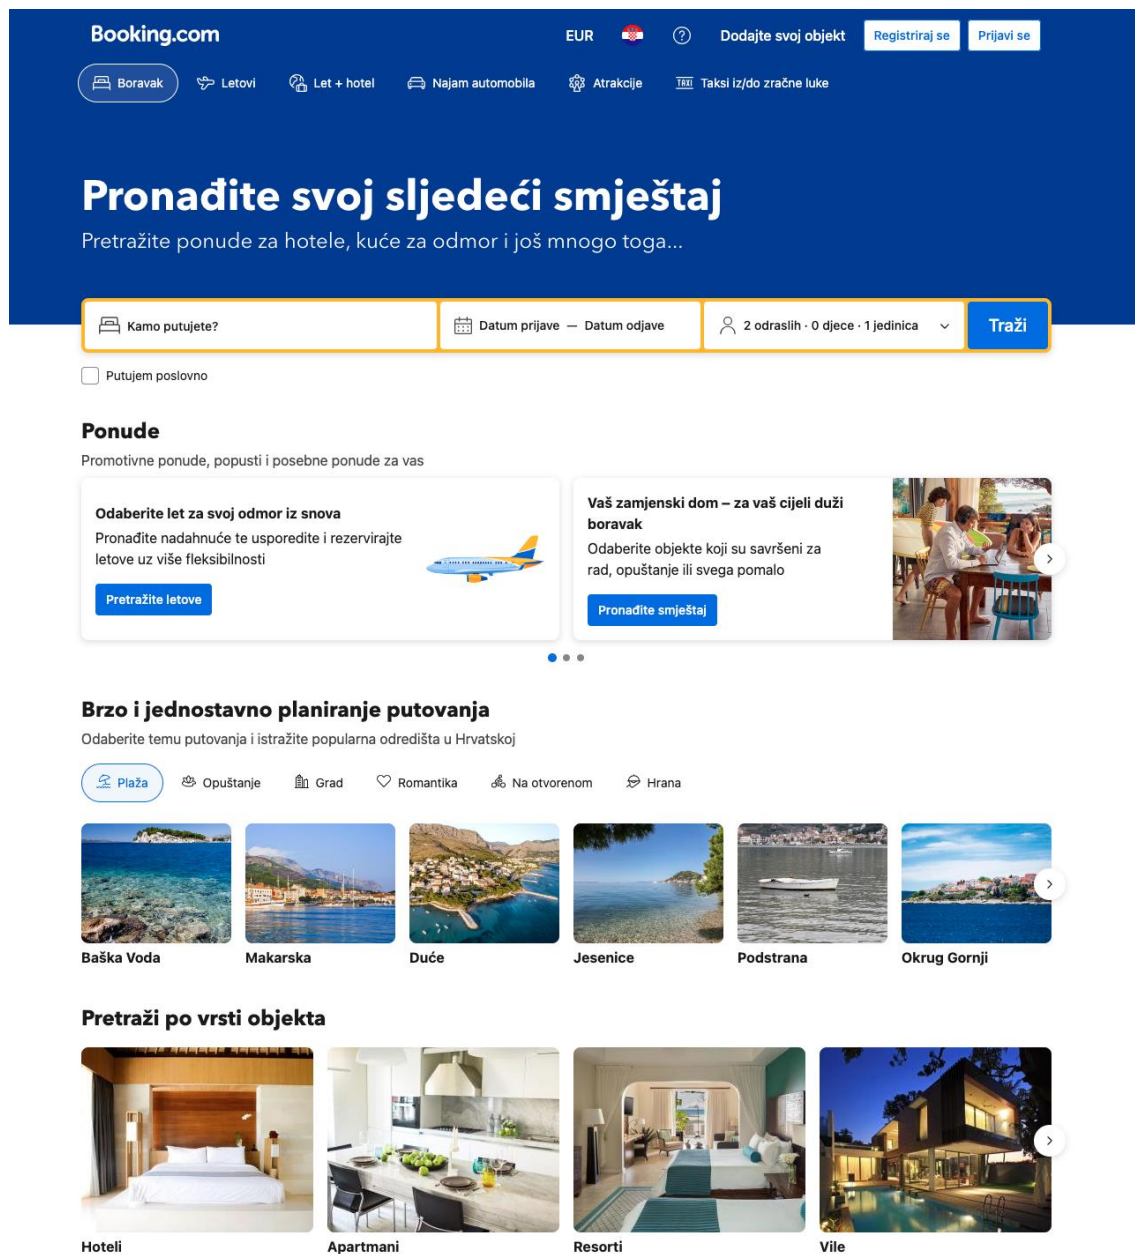 Booking.com
EUR
Dodajte svoj objekt
Registriraj se
Prijavi se
Boravak
Letovi
Let + hotel
Najam automobila
Atrakcije
TAXI
Taksi iz/do zračne luke
Pronađite svoj sljedeći smještaj
Pretražite ponude za hotele, kuće za odmor i još mnogo toga...
Kamo putujete?
Datum prijave — Datum odjave
2 odraslih · 0 djece · 1 jedinica
Traži
Putujem poslovno
Ponude
Promotivne ponude, popusti i posebne ponude za vas
Odaberite let za svoj odmor iz snova
Pronađite nadahnuće te usporedite i rezervirajte
letove uz više fleksibilnosti
Pretražite letove
Vaš zamjenski dom – za vaš cijeli duži
boravak
Odaberite objekte koji su savršeni za
rad, opuštanje ili svega pomalo
Pronađite smještaj
Brzo i jednostavno planiranje putovanja
Odaberite temu putovanja i istražite popularna odredišta u Hrvatskoj
Plaža
Opuštanje
Grad
Romantika
Na otvorenom
Hrana
Baška Voda
Makarska
Duće
Jesenice
Podstrana
Okrug Gornji
Pretraži po vrsti objekta
Hoteli
Apartmani
Resorti
Vile